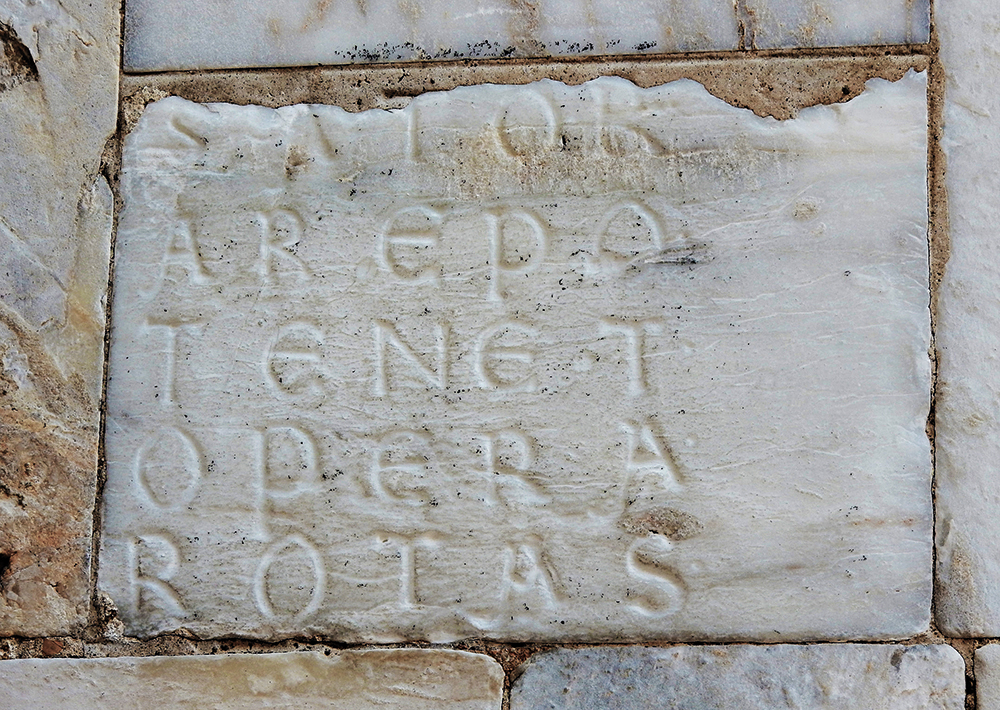 SATOR
AREPO
TENET
OPERA
ROTAS